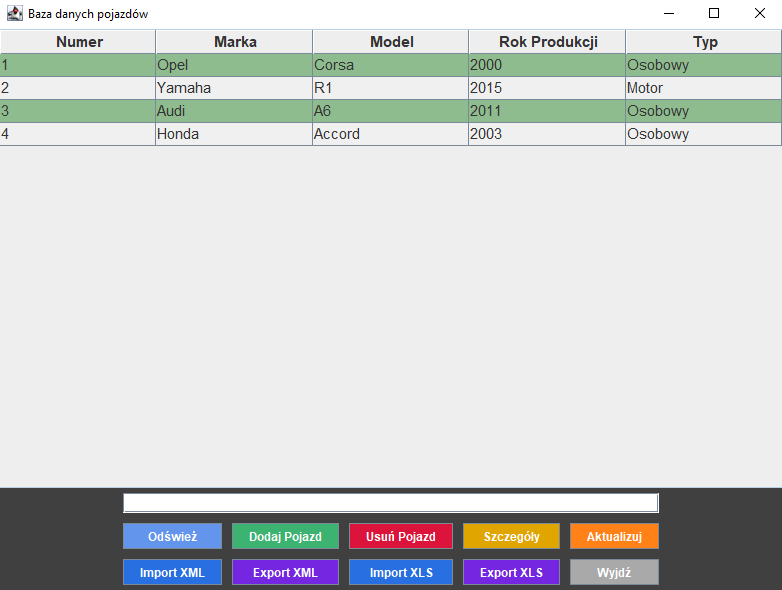 Baza danych pojazdów
Numer Marka Model Rok Produkcji Typ
1 Opel Corsa 2000 Osobowy
2 Yamaha R1 2015 Motor
3 Audi A6 2011 Osobowy
4 Honda Accord 2003 Osobowy
Odśwież Dodaj Pojazd Usuń Pojazd Szczegóły Aktualizuj
Import XML Export XML Import XLS Export XLS Wyjdź